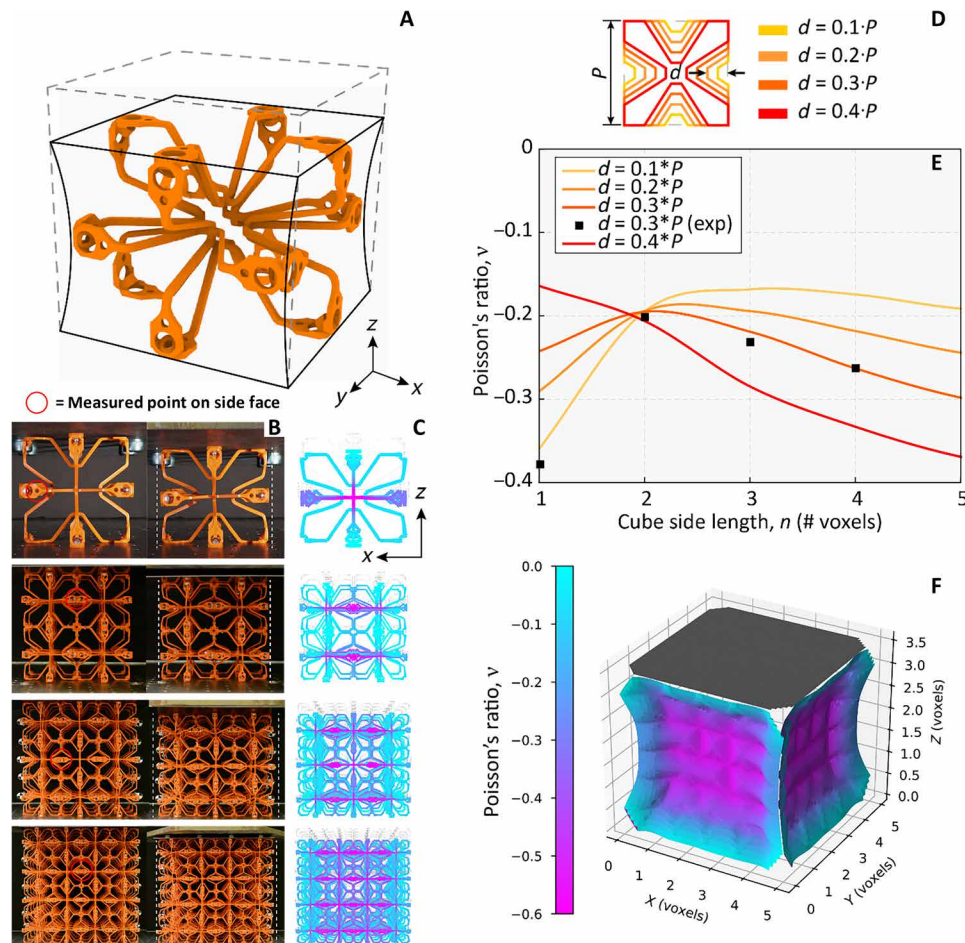 A
z
y
x
= Measured point on side face
B
C
z
x
D
P
d
d = 0.1·P
d = 0.2·P
d = 0.3·P
d = 0.4·P
E
d = 0.1*P
d = 0.2*P
d = 0.3*P
d = 0.3*P (exp)
d = 0.4*P
0
−0.1
−0.2
−0.3
−0.4
Poisson's ratio, ν
1
2
3
4
5
Cube side length, n (# voxels)
F
0.0
−0.1
−0.2
−0.3
−0.4
−0.5
−0.6
Poisson's ratio, ν
3.5
3.0
2.5
2.0
1.5
1.0
0.5
0.0
Z (voxels)
0
1
2
3
4
5
X (voxels)
0
1
2
3
4
5
Y (voxels)